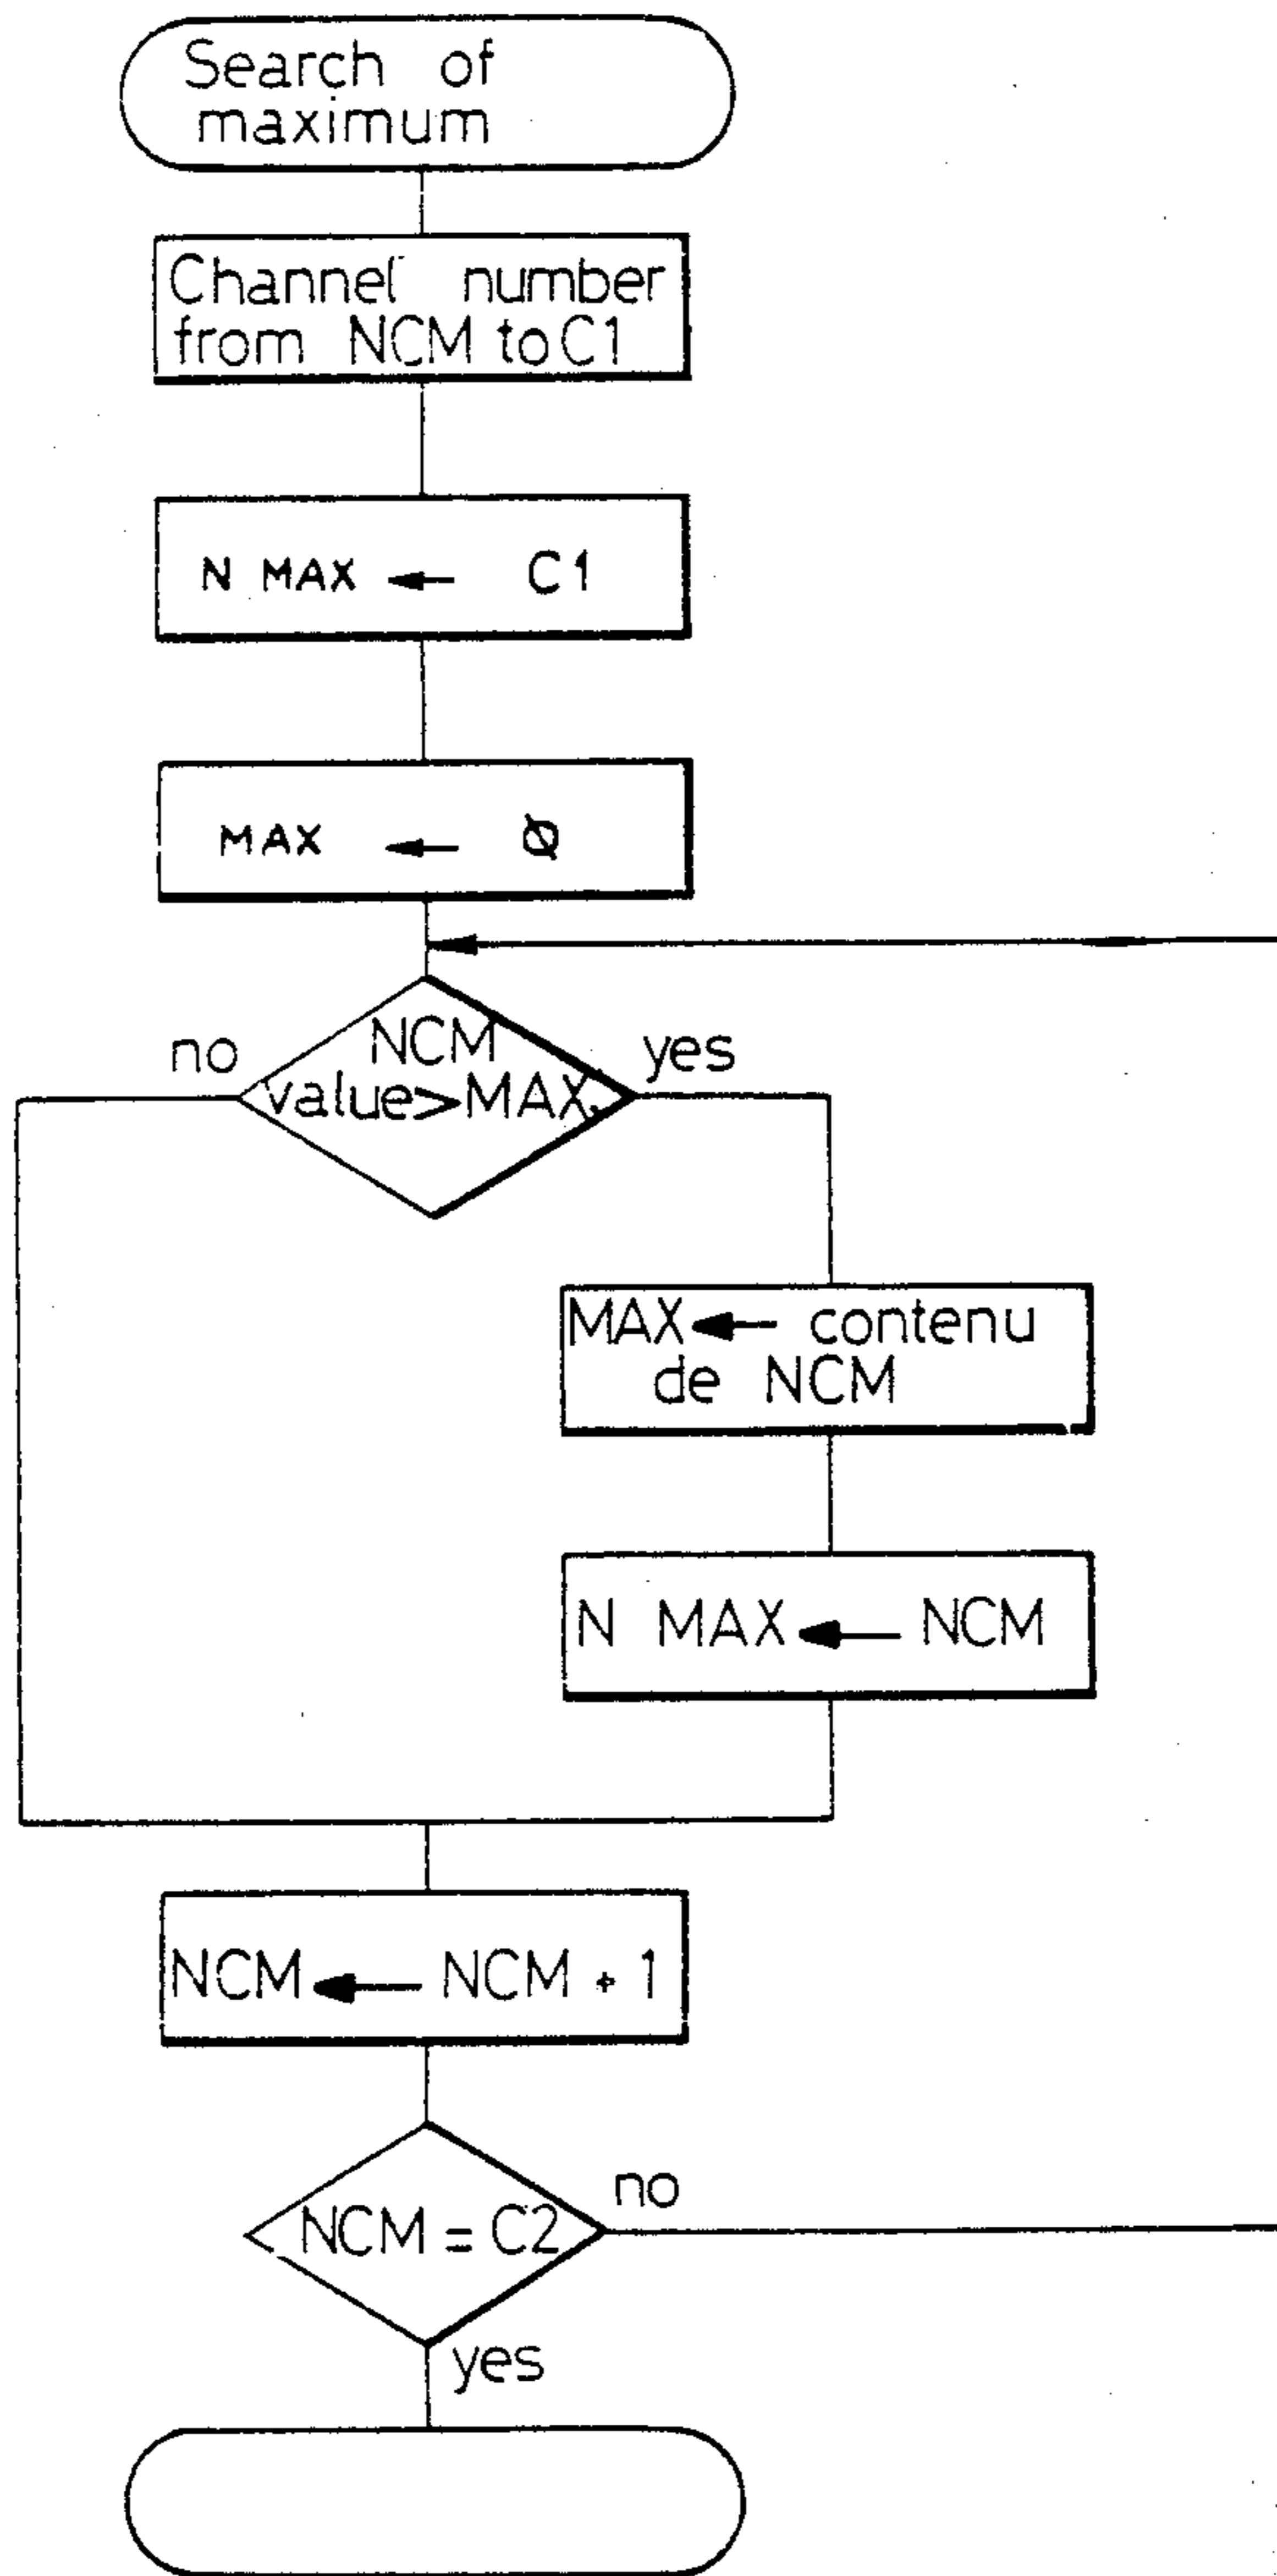 Search of
maximum
Channel number
from NCM to C1
N MAX ← C1
MAX ← Ø
NCM
value>MAX
no
yes
MAX ← contenu
de NCM
N MAX ← NCM
NCM ← NCM + 1
NCM = C2
no
yes